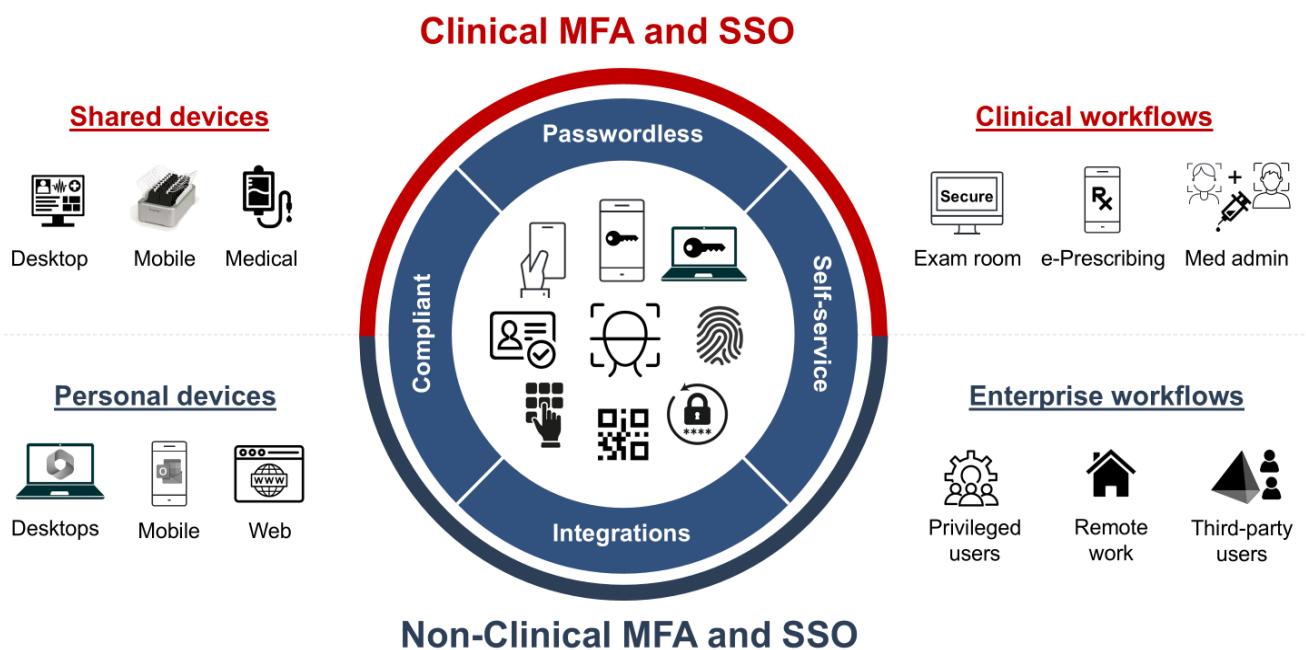 Clinical MFA and SSO
Shared devices
Desktop
Mobile
Medical
Clinical workflows
Secure
Rx
Exam room
e-Prescribing
Med admin
Passwordless
Compliant
Self-service
Integrations
****
Personal devices
WWW
Desktops
Mobile
Web
Enterprise workflows
Privileged
users
Remote
work
Third-party
users
Non-Clinical MFA and SSO